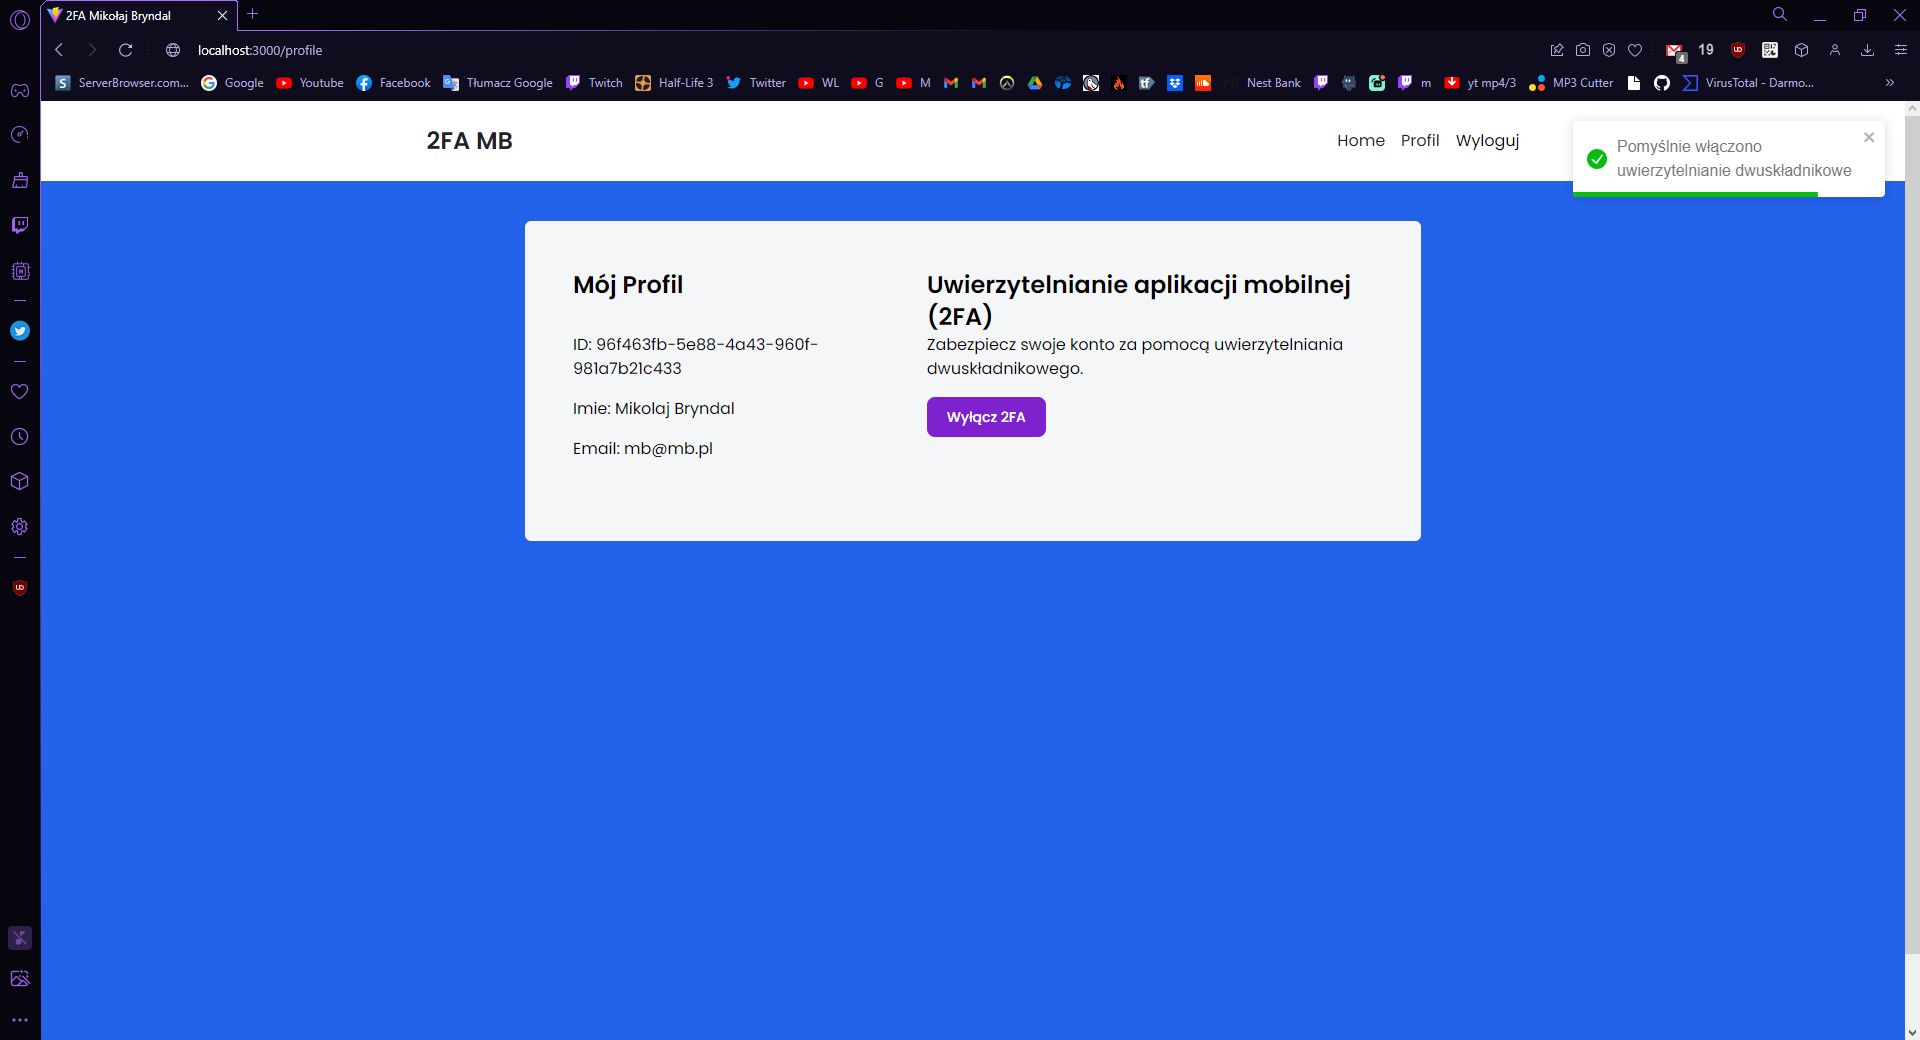 2FA Mikołaj Bryndal
localhost:3000/profile
4
19
ServerBrowser.com...
Google
Youtube
Facebook
Tłumacz Google
Twitch
Half-Life 3
Twitter
WL
G
M
Nest Bank
m
yt mp4/3
MP3 Cutter
VirusTotal - Darmo...
2FA MB
Home
Profil
Wyloguj
Pomyślnie włączono
uwierzytelnianie dwuskładnikowe
Mój Profil
ID: 96f463fb-5e88-4a43-960f-
981a7b21c433
Imie: Mikolaj Bryndal
Email: mb@mb.pl
Uwierzytelnianie aplikacji mobilnej
(2FA)
Zabezpiecz swoje konto za pomocą uwierzytelniania
dwuskładnikowego.
Wyłącz 2FA